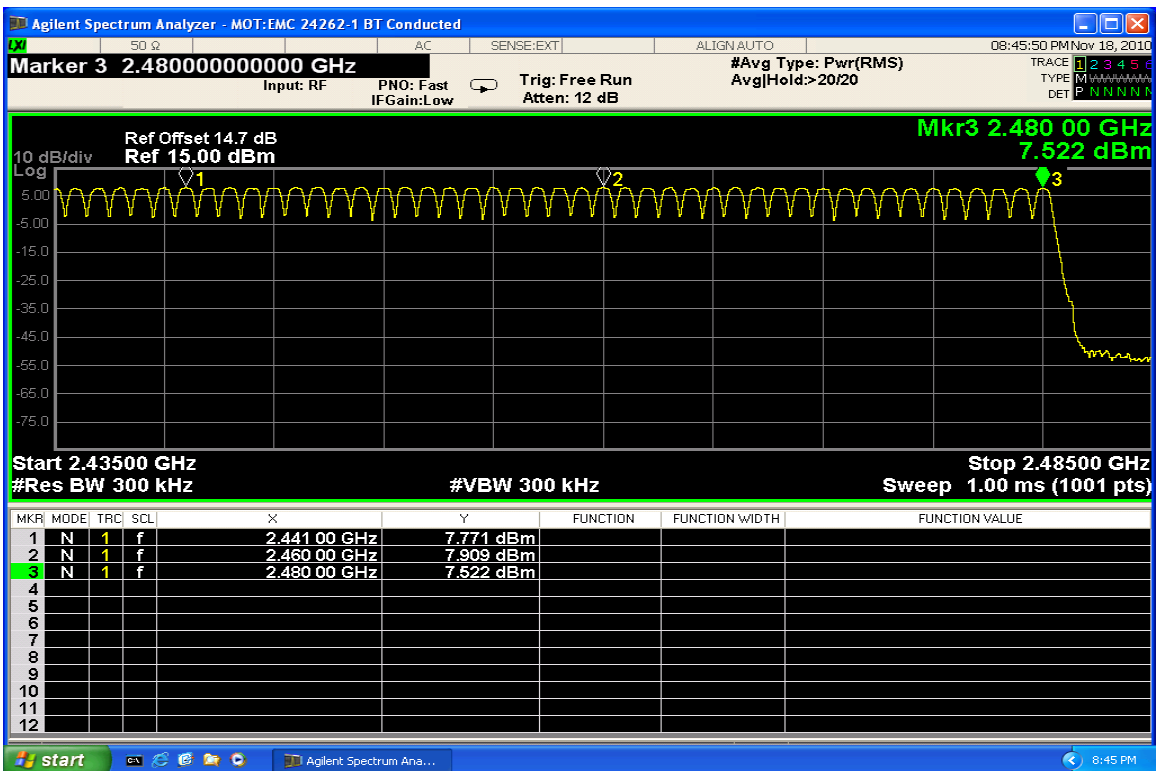 Agilent Spectrum Analyzer - MOT:EMC 24262-1 BT Conducted
LXI 50 Ω AC SENSE:EXT ALIGN AUTO 08:45:50 PM Nov 18, 2010
Marker 3 2.480000000000 GHz
Input: RF
PNO: Fast
IFGain:Low
Trig: Free Run
Atten: 12 dB
#Avg Type: Pwr(RMS)
Avg|Hold:>20/20
TRACE 1 2 3 4 5 6
TYPE M
DET P N N N N N
Mkr3 2.480 00 GHz
7.522 dBm
Ref Offset 14.7 dB
10 dB/div Ref 15.00 dBm
Log
1 2 3
5.00
-5.00
-15.0
-25.0
-35.0
-45.0
-55.0
-65.0
-75.0
Start 2.43500 GHz Stop 2.48500 GHz
#Res BW 300 kHz #VBW 300 kHz Sweep 1.00 ms (1001 pts)
MKR MODE TRC SCL X Y FUNCTION FUNCTION WIDTH FUNCTION VALUE
1 N 1 f 2.441 00 GHz 7.771 dBm
2 N 1 f 2.460 00 GHz 7.909 dBm
3 N 1 f 2.480 00 GHz 7.522 dBm
4
5
6
7
8
9
10
11
12
start Agilent Spectrum Ana... 8:45 PM